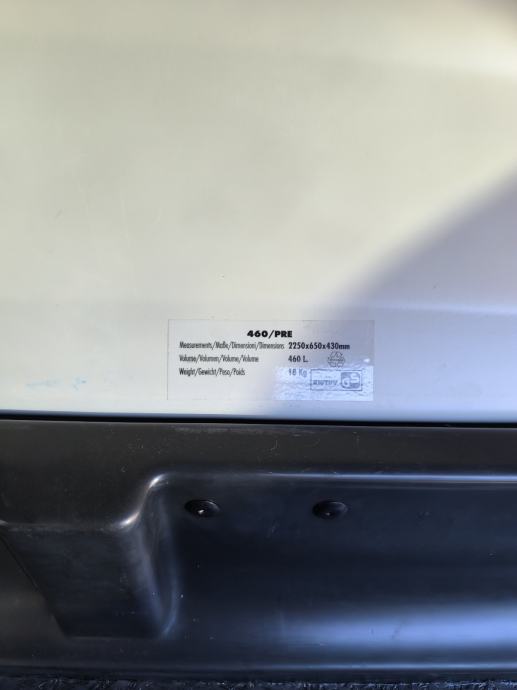 460/PRE
Measurements/Maße/Dimensioni/Dimensions 2250x650x430mm
Volume/Volumen/Volume/Volume 460 L.
Weight/Gewicht/Peso/Poids 18 Kg